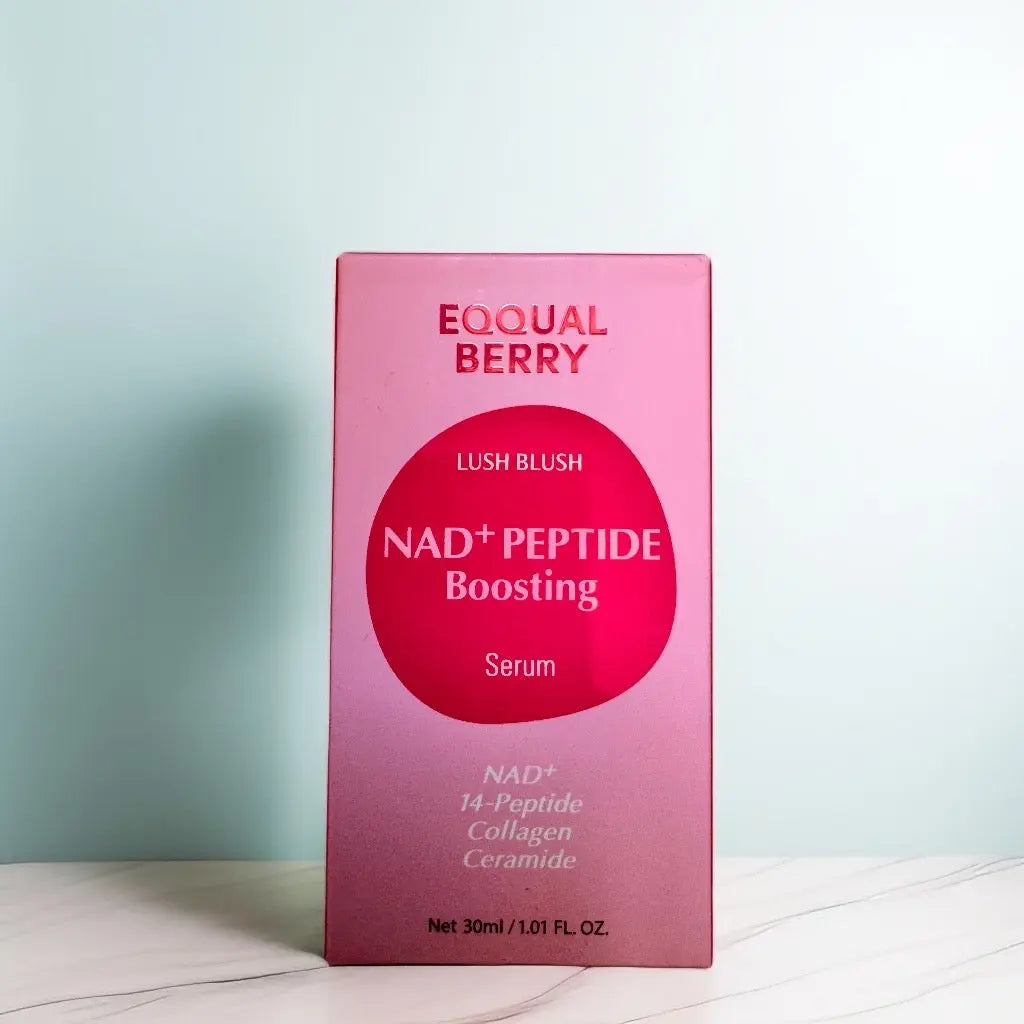 EQQUAL
BERRY
LUSH BLUSH
NAD⁺ PEPTIDE
Boosting
Serum
NAD⁺
14-Peptide
Collagen
Ceramide
Net 30ml / 1.01 FL. OZ.